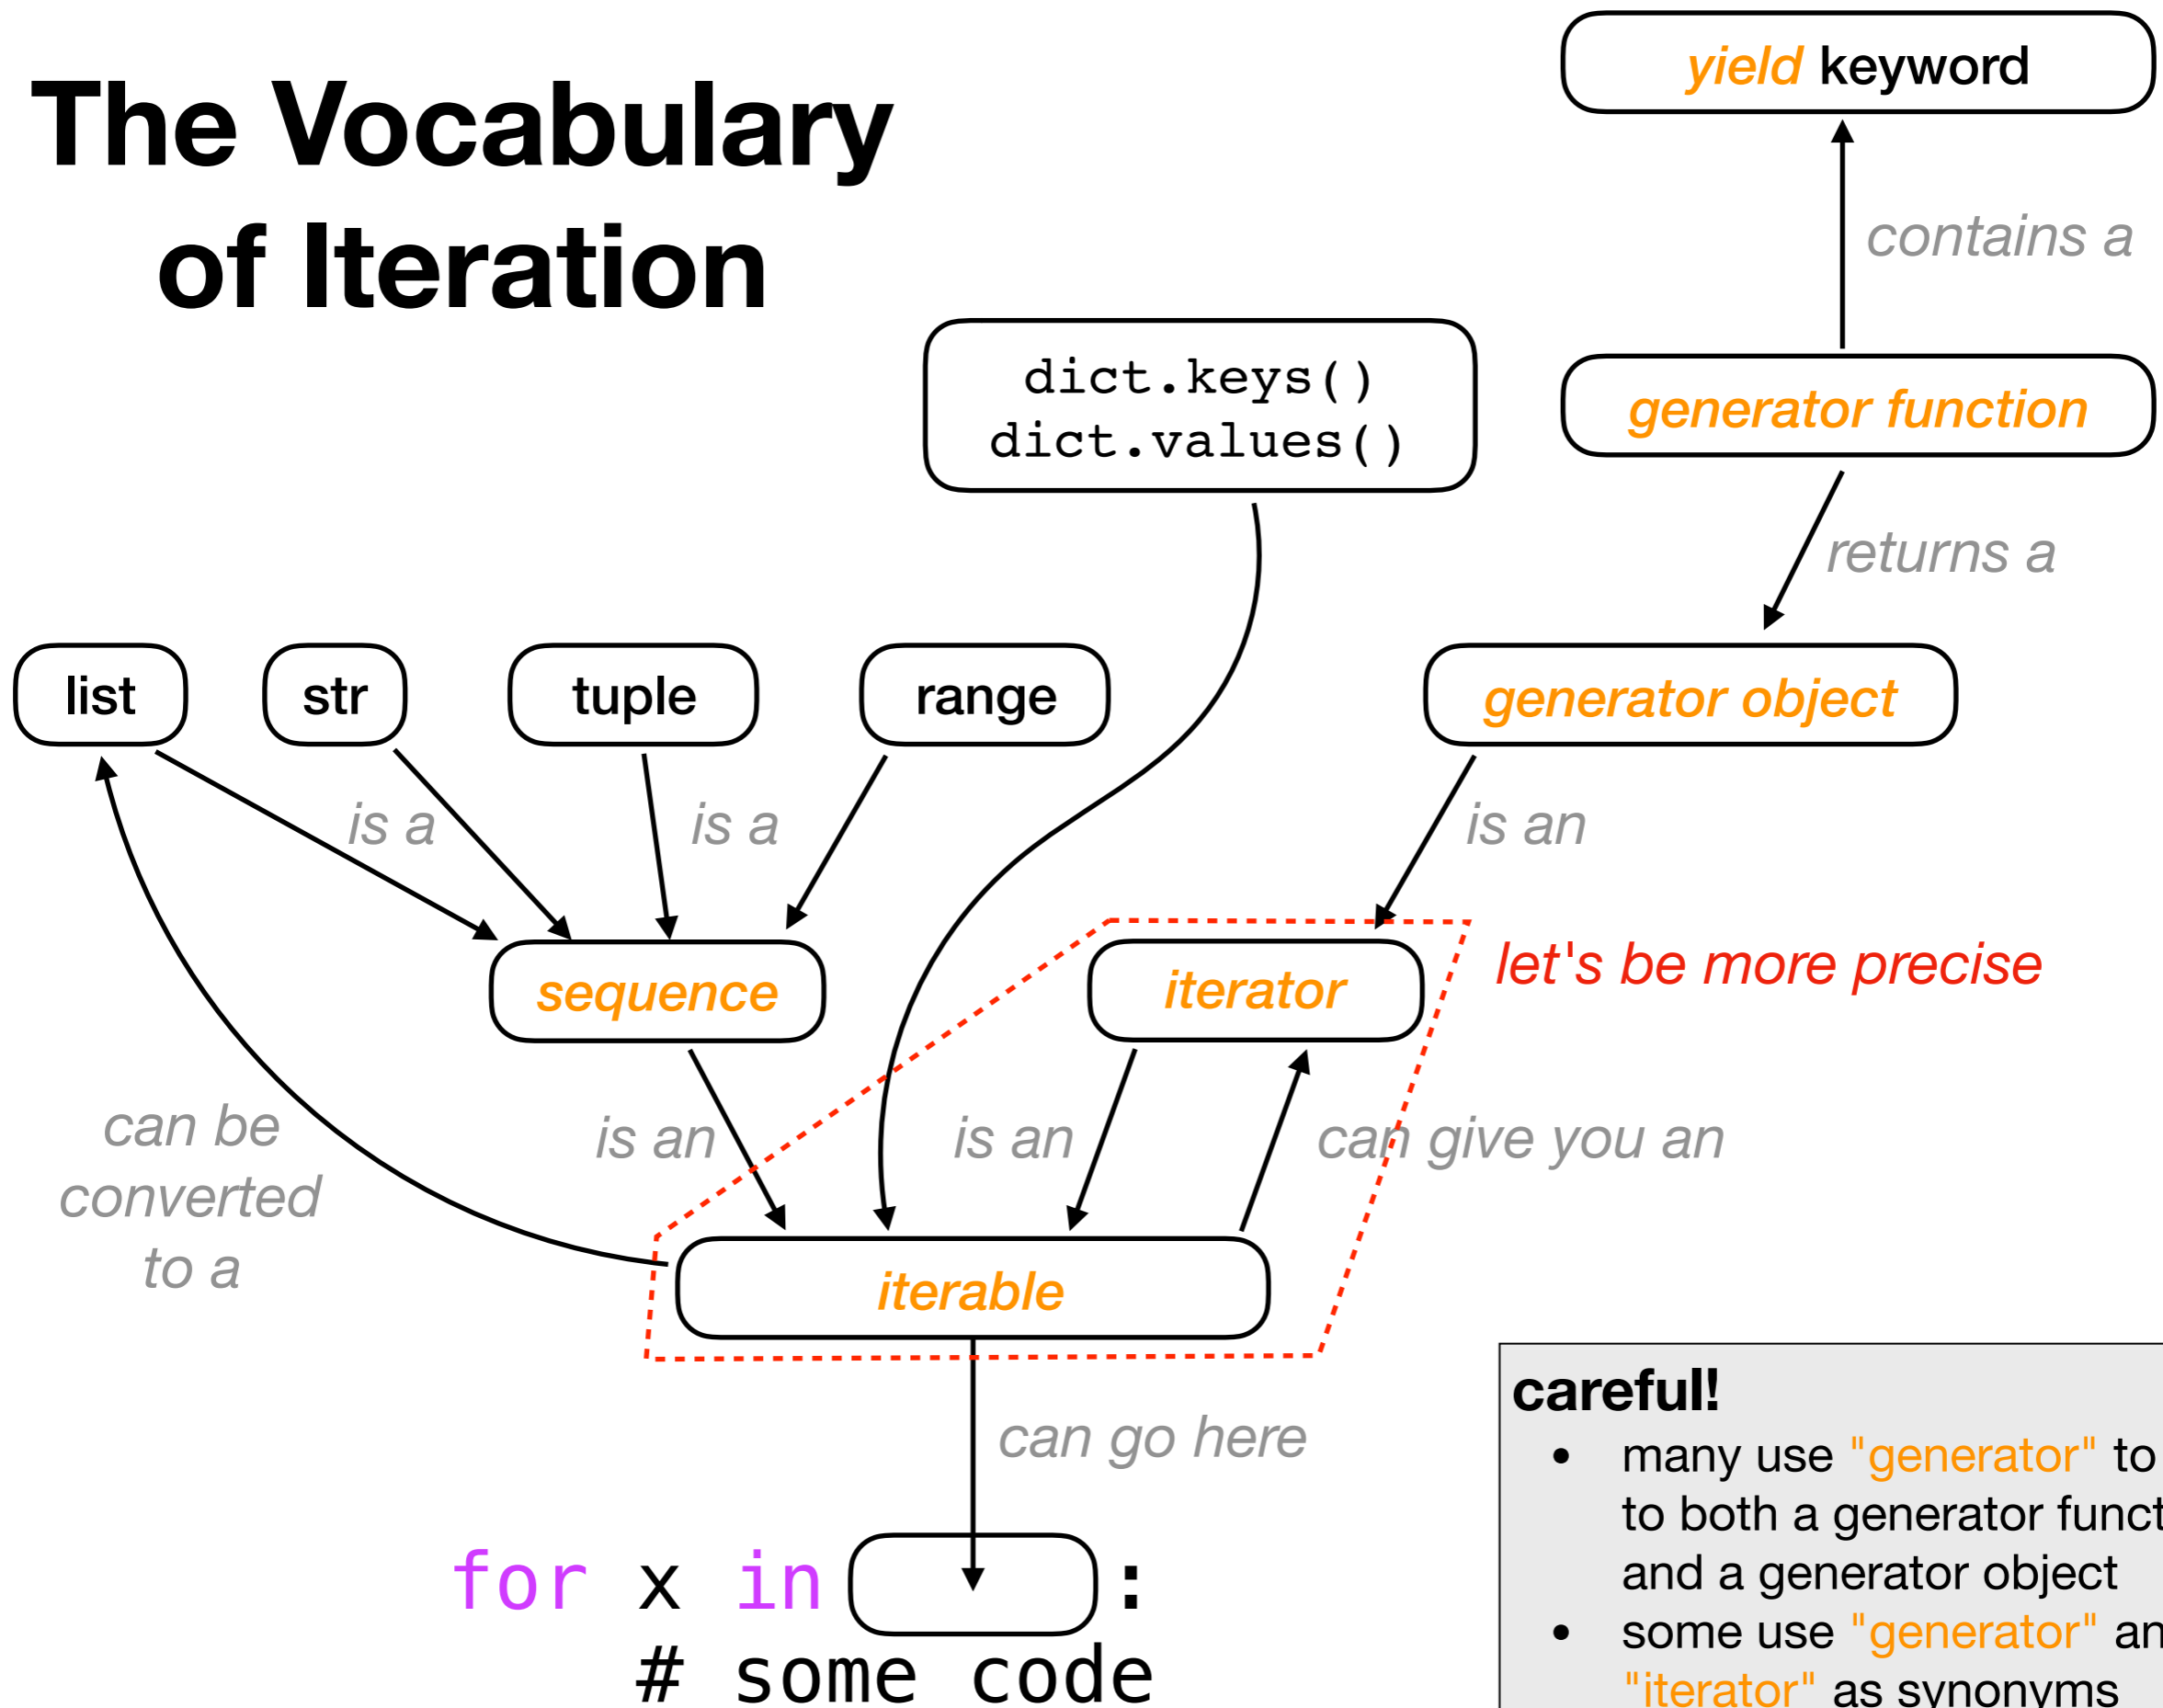 The Vocabulary
of Iteration
yield keyword
contains a
dict.keys()
dict.values()
generator function
returns a
list
str
tuple
range
generator object
is a
is a
is an
sequence
iterator
let's be more precise
can be
converted
to a
is an
is an
can give you an
iterable
can go here
for x in :
# some code
careful!
• many use "generator" to
to both a generator funct
and a generator object
• some use "generator" an
"iterator" as synonyms